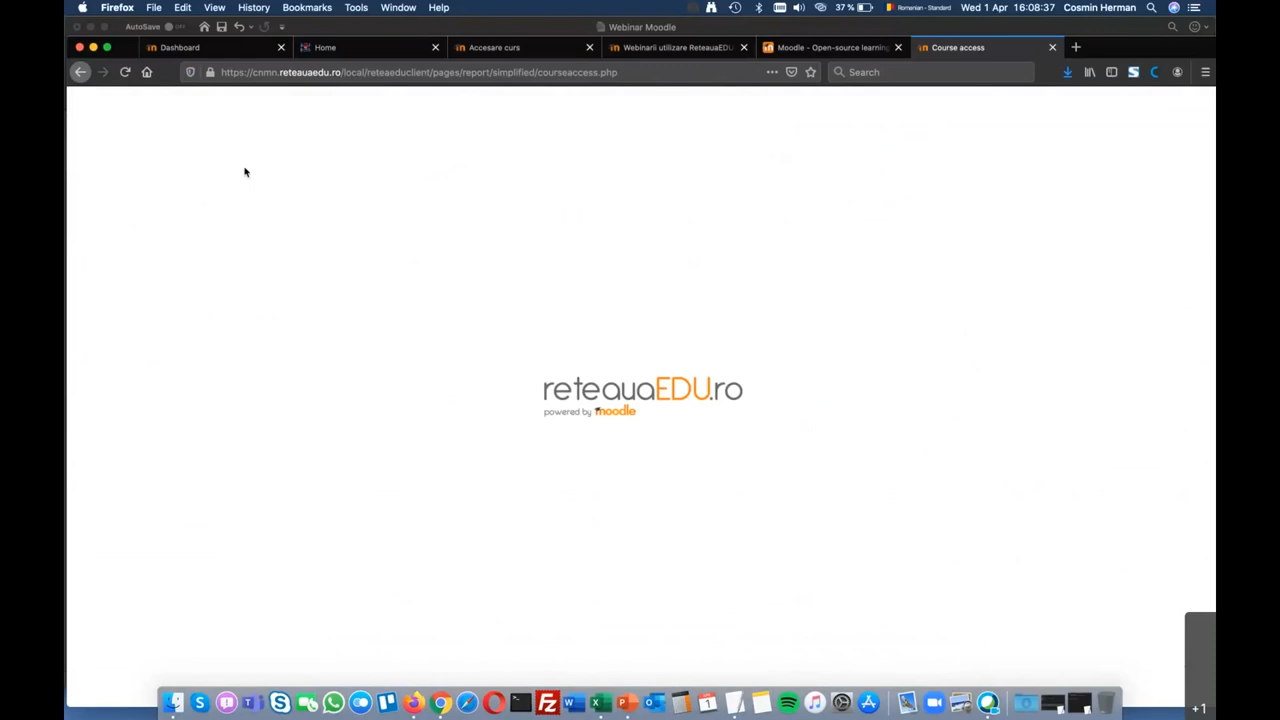 Firefox File Edit View History Bookmarks Tools Window Help 37 % Romanian - Standard Wed 1 Apr 16:08:37 Cosmin Herman
AutoSave Webinar Moodle
Dashboard Home Accesare curs Webinarii utilizare ReteauaEDU Moodle - Open-source learning Course access
https://cnmn.reteauaedu.ro/local/reteaeduclient/pages/report/simplified/courseaccess.php Search
reteauaEDU.ro
powered by moodle
+1